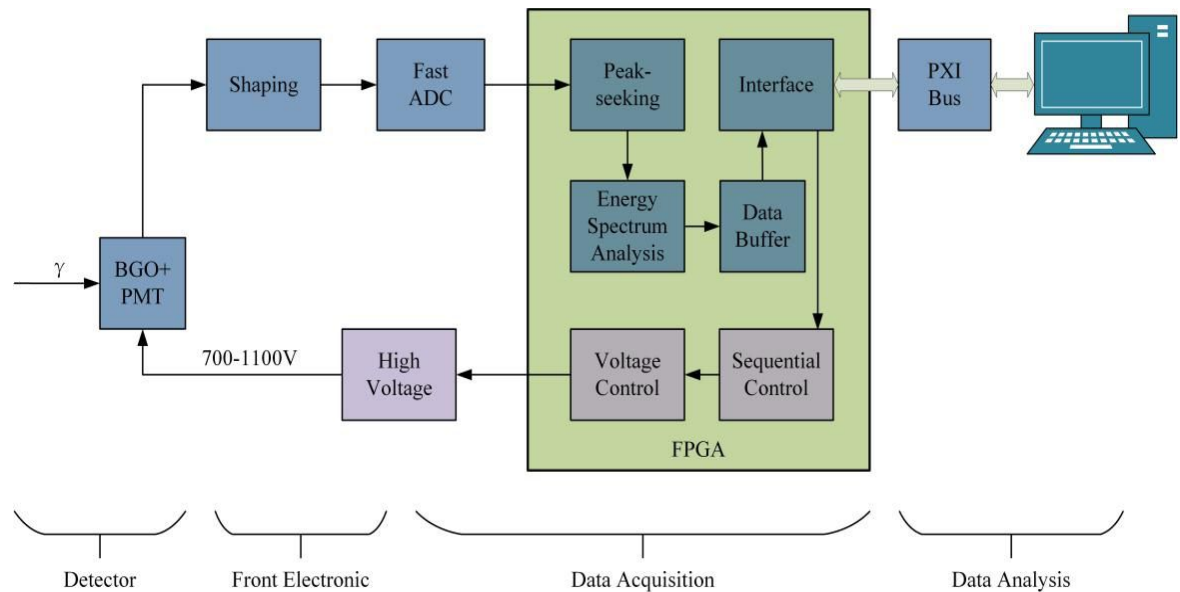 Shaping
Fast
ADC
Peak-
seeking
Interface
PXI
Bus
Energy
Spectrum
Analysis
Data
Buffer
γ
BGO+
PMT
700-1100V
High
Voltage
Voltage
Control
Sequential
Control
FPGA
Detector
Front Electronic
Data Acquisition
Data Analysis